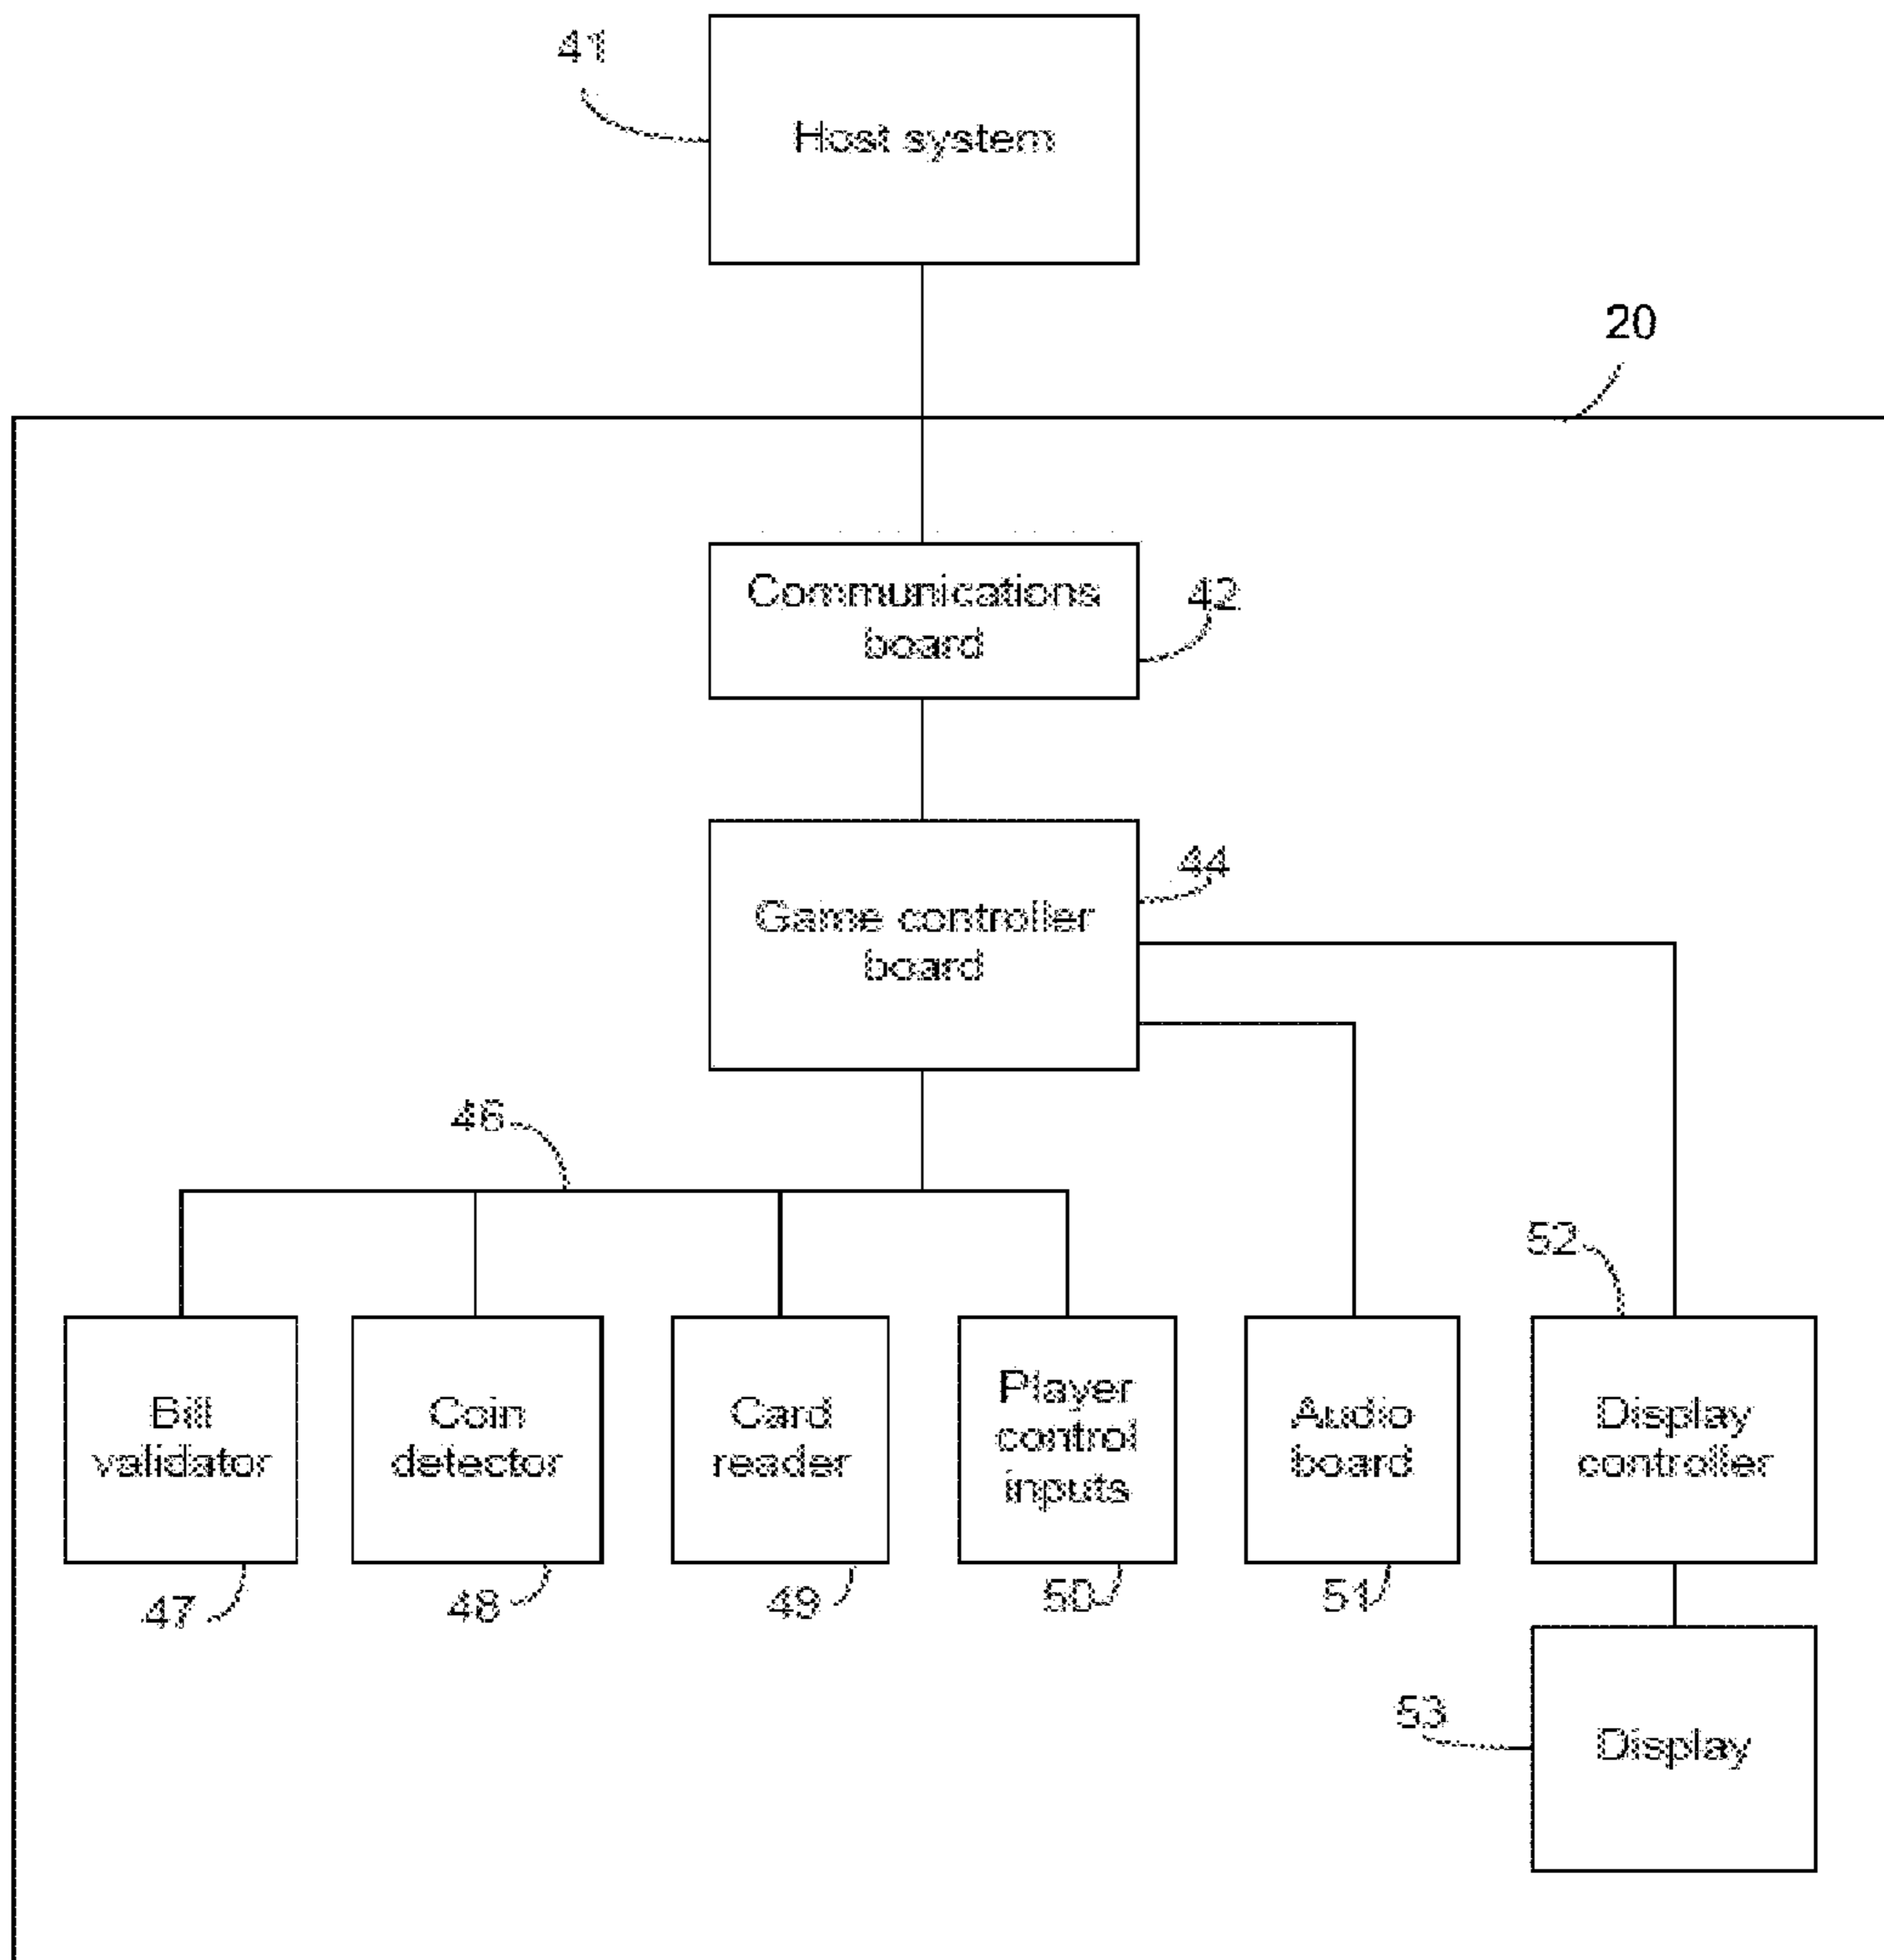 41
Host system
20
Communications
board
42
44
Game controller
board
46
52
Bill
validator
Coin
detector
Card
reader
Player
control
inputs
Audio
board
Display
controller
47
48
49
50
51
53
Display